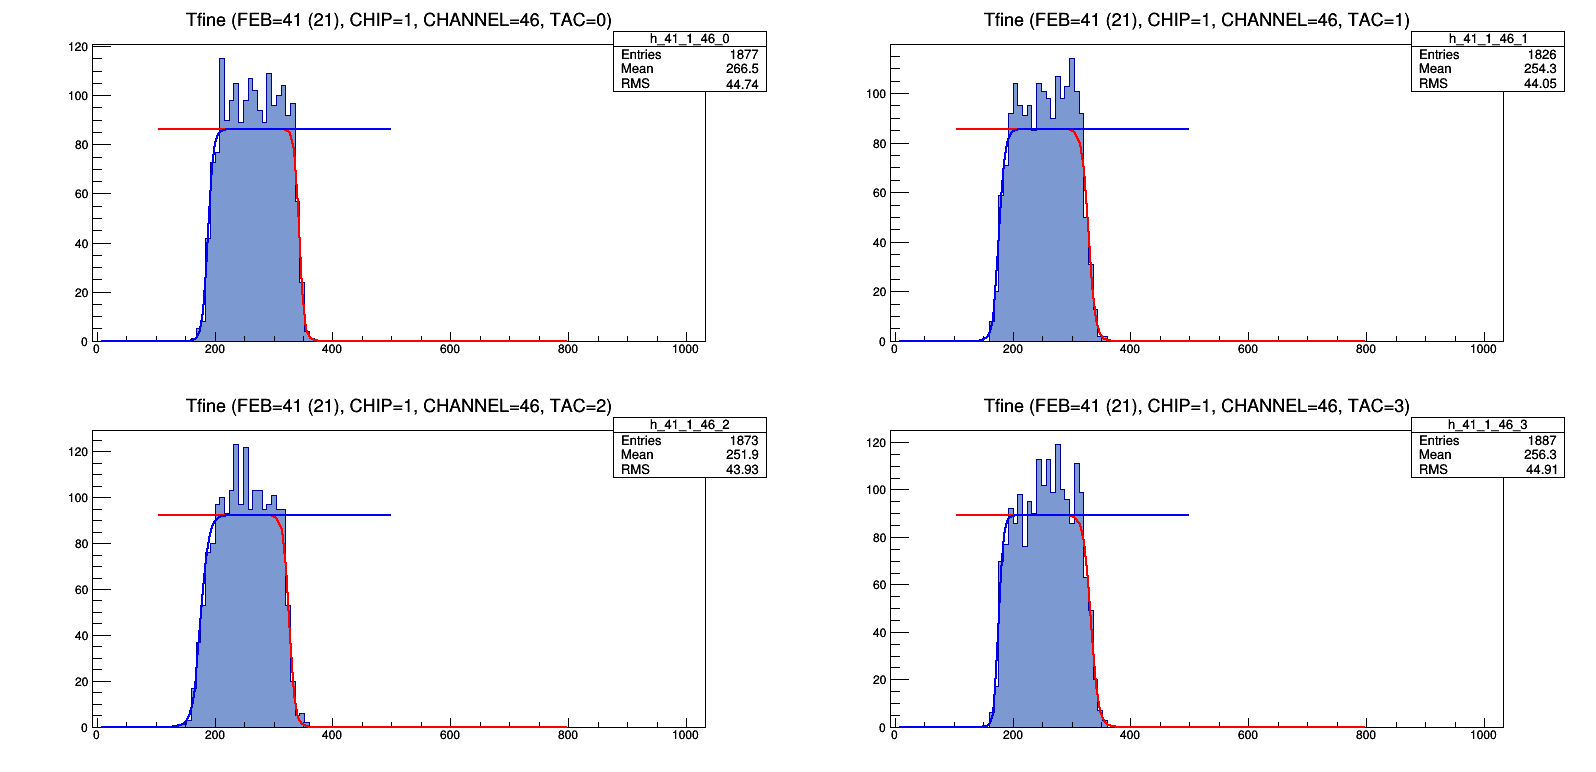 Tfine (FEB=41 (21), CHIP=1, CHANNEL=46, TAC=0)
h_41_1_46_0
Entries 1877
Mean 266.5
RMS 44.74
120
100
80
60
40
20
0
0 200 400 600 800 1000
Tfine (FEB=41 (21), CHIP=1, CHANNEL=46, TAC=1)
h_41_1_46_1
Entries 1826
Mean 254.3
RMS 44.05
100
80
60
40
20
0
0 200 400 600 800 1000
Tfine (FEB=41 (21), CHIP=1, CHANNEL=46, TAC=2)
h_41_1_46_2
Entries 1873
Mean 251.9
RMS 43.93
120
100
80
60
40
20
0
0 200 400 600 800 1000
Tfine (FEB=41 (21), CHIP=1, CHANNEL=46, TAC=3)
h_41_1_46_3
Entries 1887
Mean 256.3
RMS 44.91
120
100
80
60
40
20
0
0 200 400 600 800 1000